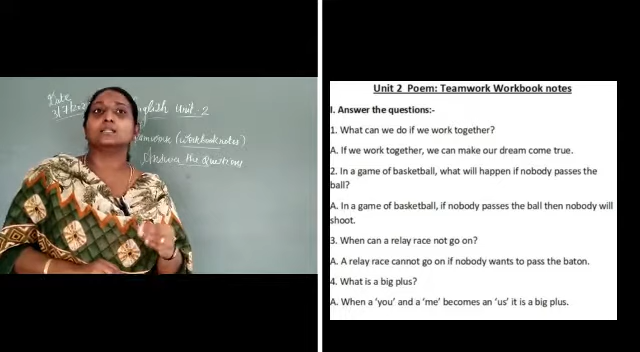 Date
English Unit - 2
(Workbook notes)
Answer the Questions
Unit 2 Poem: Teamwork Workbook notes
I. Answer the questions:-
1. What can we do if we work together?
A. If we work together, we can make our dream come true.
2. In a game of basketball, what will happen if nobody passes the
ball?
A. In a game of basketball, if nobody passes the ball then nobody will
shoot.
3. When can a relay race not go on?
A. A relay race cannot go on if nobody wants to pass the baton.
4. What is a big plus?
A. When a ‘you’ and a ‘me’ becomes an ‘us’ it is a big plus.